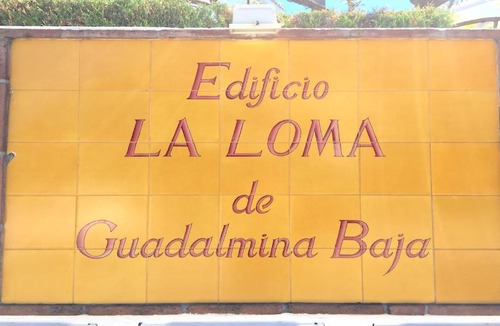 Edificio
LA LOMA
de
Guadalmina Baja